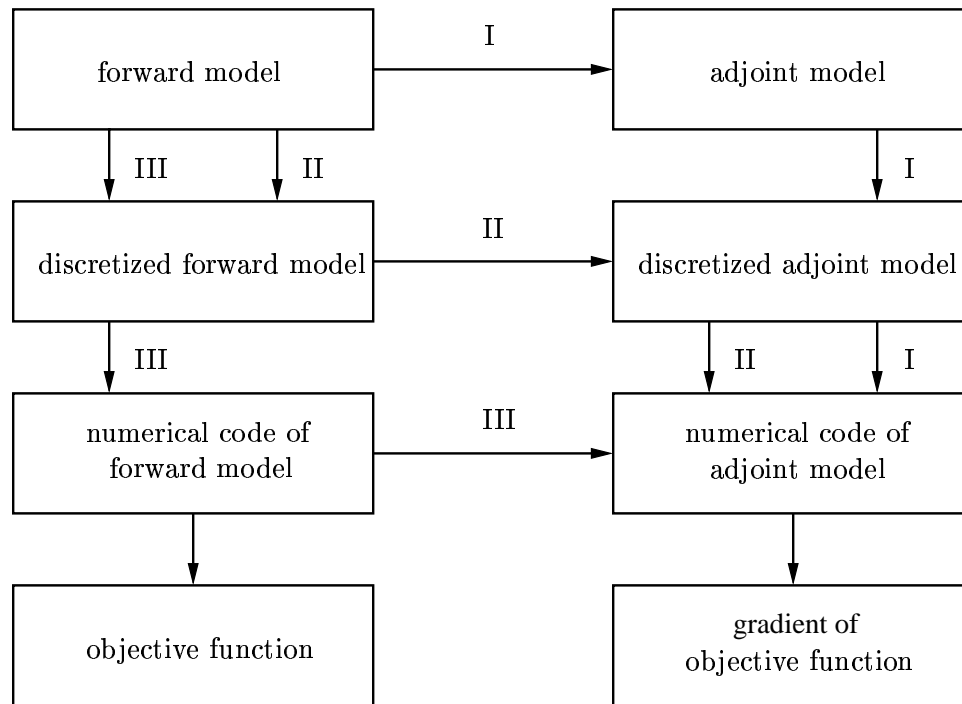 I
forward model
adjoint model
III
II
I
II
discretized forward model
discretized adjoint model
III
II
I
III
numerical code of
forward model
numerical code of
adjoint model
objective function
gradient of
objective function